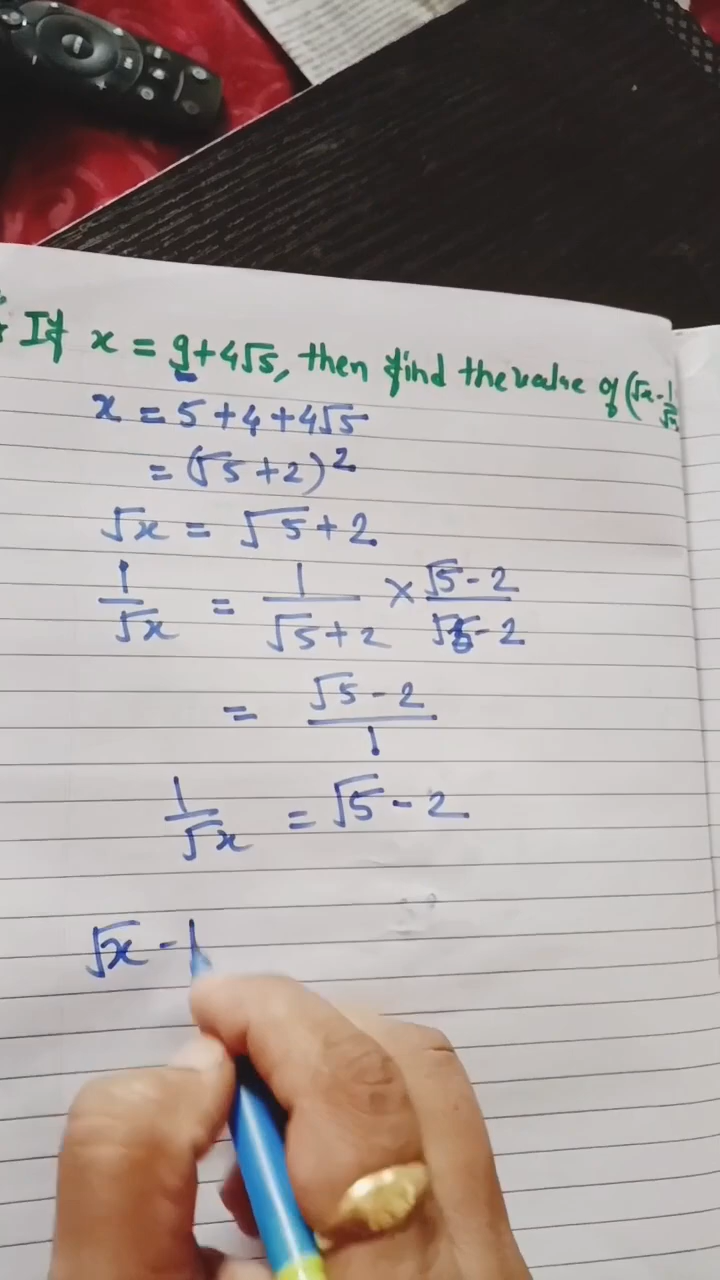 If x = 9+4√5, then find the value of (√x - 1/√x
x = 5+4+4√5
= (√5+2)²
√x = √5+2
1/√x = 1/(√5+2) × (√5-2)/(√5-2)
= (√5-2)/1
1/√x = √5-2
√x - 1